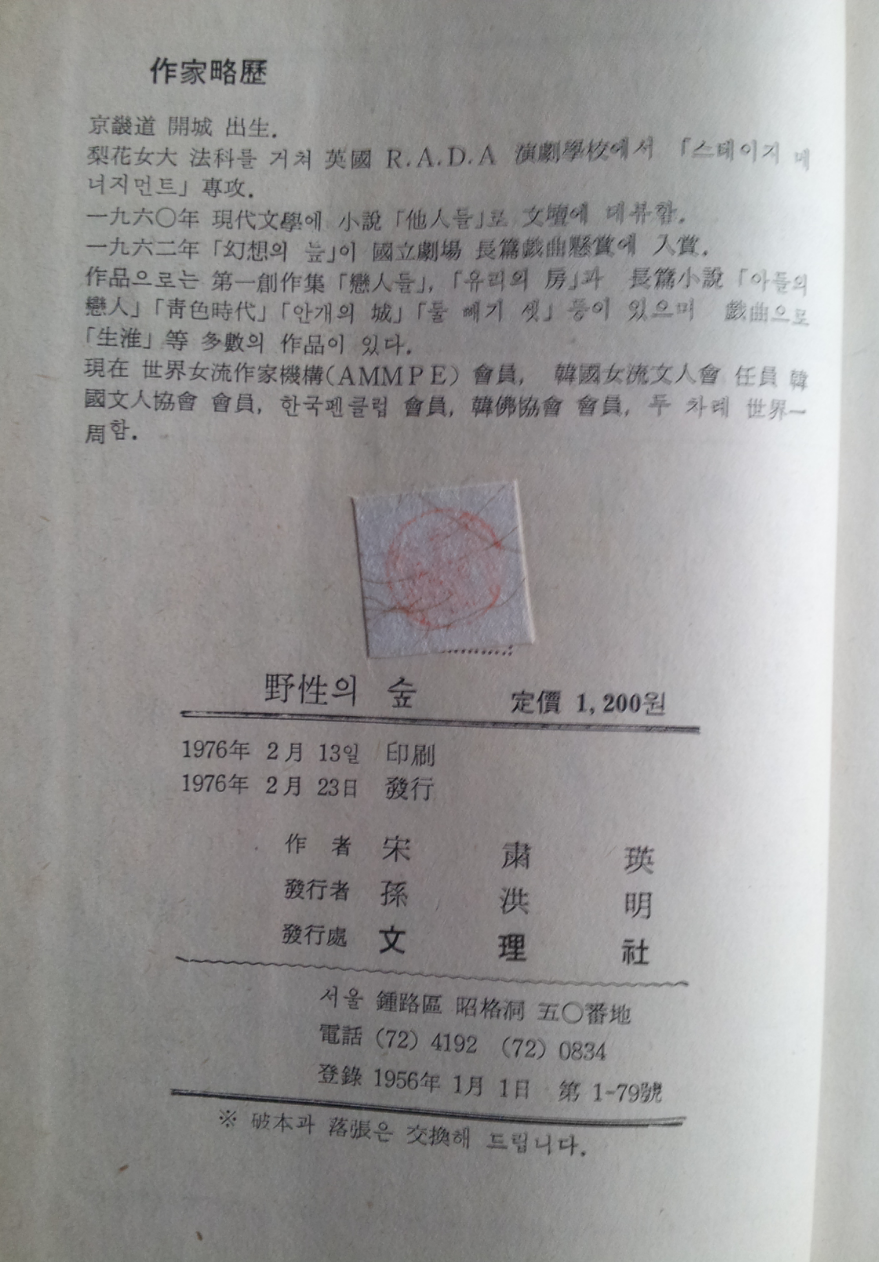 作家略歷
京畿道 開城 出生.
梨花女大 法科를 거쳐 英國 R.A.D.A 演劇學校에서 「스테이지 매
너지먼트」 專攻.
一九六〇年 現代文學에 小說 「他人들」로 文壇에 데뷰함.
一九六二年 「幻想의 늪」이 國立劇場 長篇戱曲懸賞에 入賞.
作品으로는 第一創作集 「戀人들」, 「유리의 房」과 長篇小說 「아들의
戀人」 「靑色時代」 「안개의 城」 「둘 빼기 셋」 등이 있으며 戱曲으로
「生淮」 等 多數의 作品이 있다.
現在 世界女流作家機構(AMMPE) 會員, 韓國女流文人會 任員 韓
國文人協會 會員, 한국펜클럽 會員, 韓佛協會 會員, 두 차례 世界一
周함.
野性의 숲 定價 1,200원
1976年 2月 13일 印刷
1976年 2月 23日 發行
作者 宋肅瑛
發行者 孫洪明
發行處 文理社
서울 鍾路區 昭格洞 五〇番地
電話 (72) 4192 (72) 0834
登錄 1956年 1月 1日 第 1-79號
※ 破本과 落張은 交換해 드립니다.